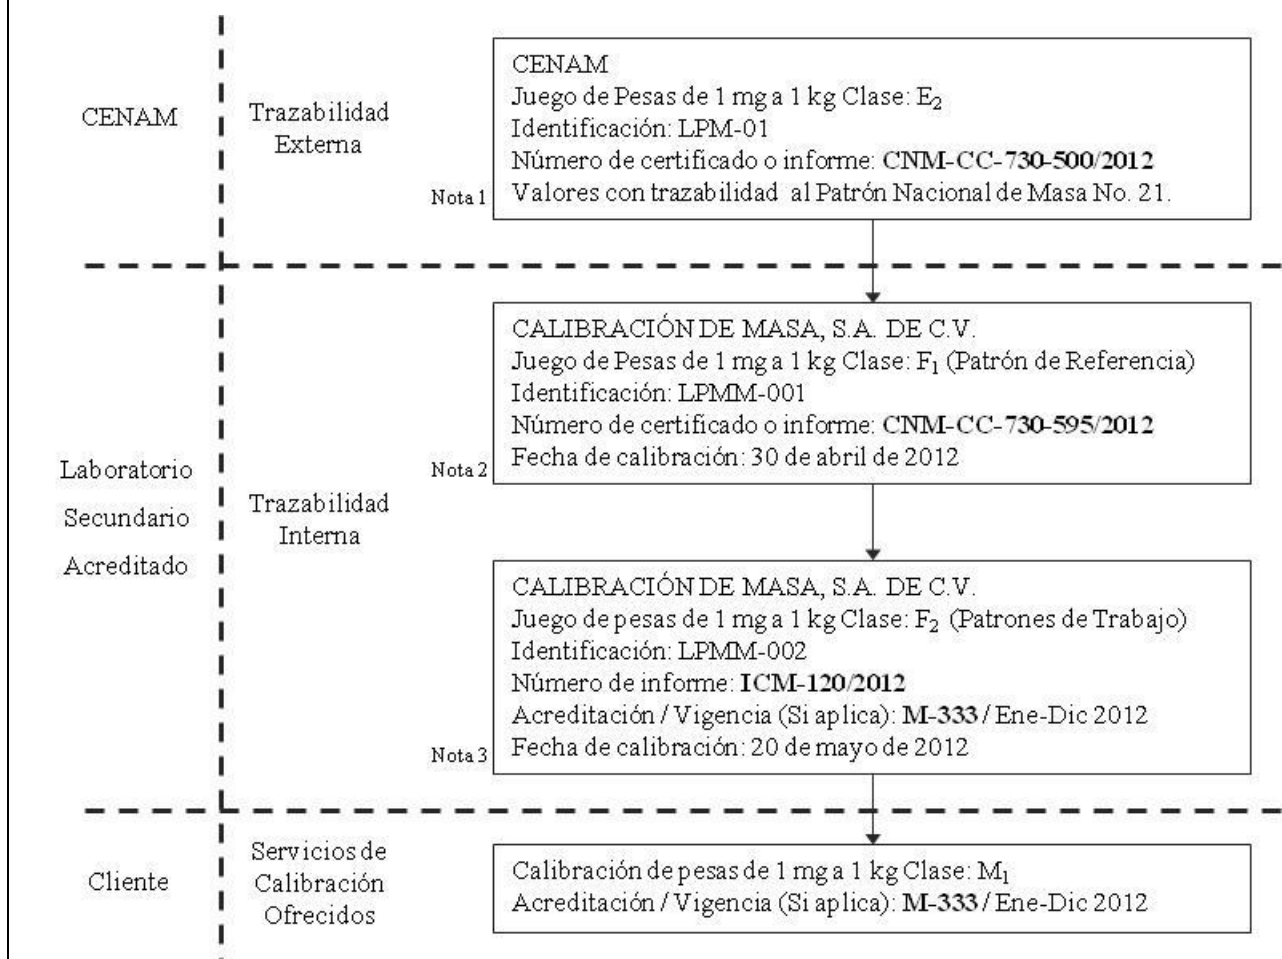 CENAM
Trazabilidad
Externa
Nota 1
CENAM
Juego de Pesas de 1 mg a 1 kg Clase: E₂
Identificación: LPM-01
Número de certificado o informe: CNM-CC-730-500/2012
Valores con trazabilidad al Patrón Nacional de Masa No. 21.
Laboratorio
Secundario
Acreditado
Trazabilidad
Interna
Nota 2
CALIBRACIÓN DE MASA, S.A. DE C.V.
Juego de Pesas de 1 mg a 1 kg Clase: F₁ (Patrón de Referencia)
Identificación: LPMM-001
Número de certificado o informe: CNM-CC-730-595/2012
Fecha de calibración: 30 de abril de 2012
Nota 3
CALIBRACIÓN DE MASA, S.A. DE C.V.
Juego de pesas de 1 mg a 1 kg Clase: F₂ (Patrones de Trabajo)
Identificación: LPMM-002
Número de informe: ICM-120/2012
Acreditación / Vigencia (Si aplica): M-333 / Ene-Dic 2012
Fecha de calibración: 20 de mayo de 2012
Cliente
Servicios de
Calibración
Ofrecidos
Calibración de pesas de 1 mg a 1 kg Clase: M₁
Acreditación / Vigencia (Si aplica): M-333 / Ene-Dic 2012